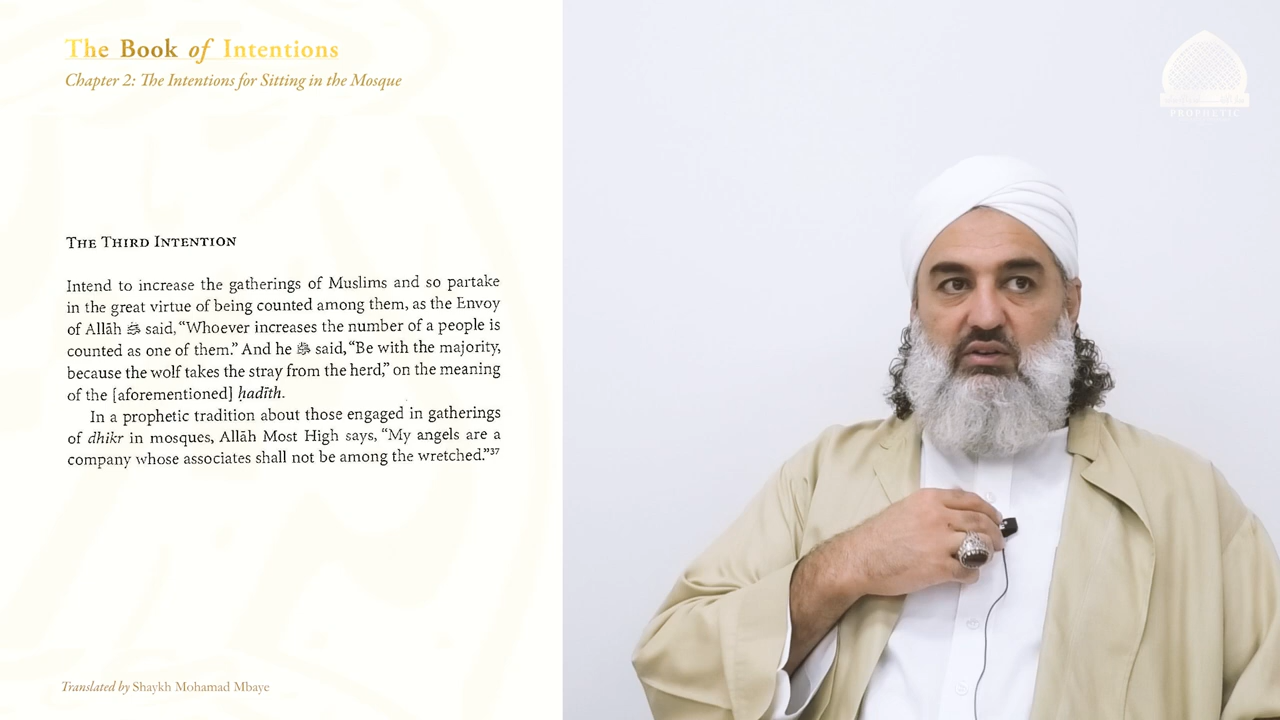 The Book of Intentions
Chapter 2: The Intentions for Sitting in the Mosque
The Third Intention
Intend to increase the gatherings of Muslims and so partake
in the great virtue of being counted among them, as the Envoy
of Allāh ﷺ said, “Whoever increases the number of a people is
counted as one of them.” And he ﷺ said, “Be with the majority,
because the wolf takes the stray from the herd,” on the meaning
of the [aforementioned] ḥadīth.
In a prophetic tradition about those engaged in gatherings
of dhikr in mosques, Allāh Most High says, “My angels are a
company whose associates shall not be among the wretched.”37
Translated by Shaykh Mohamad Mbaye
PROPHETIC